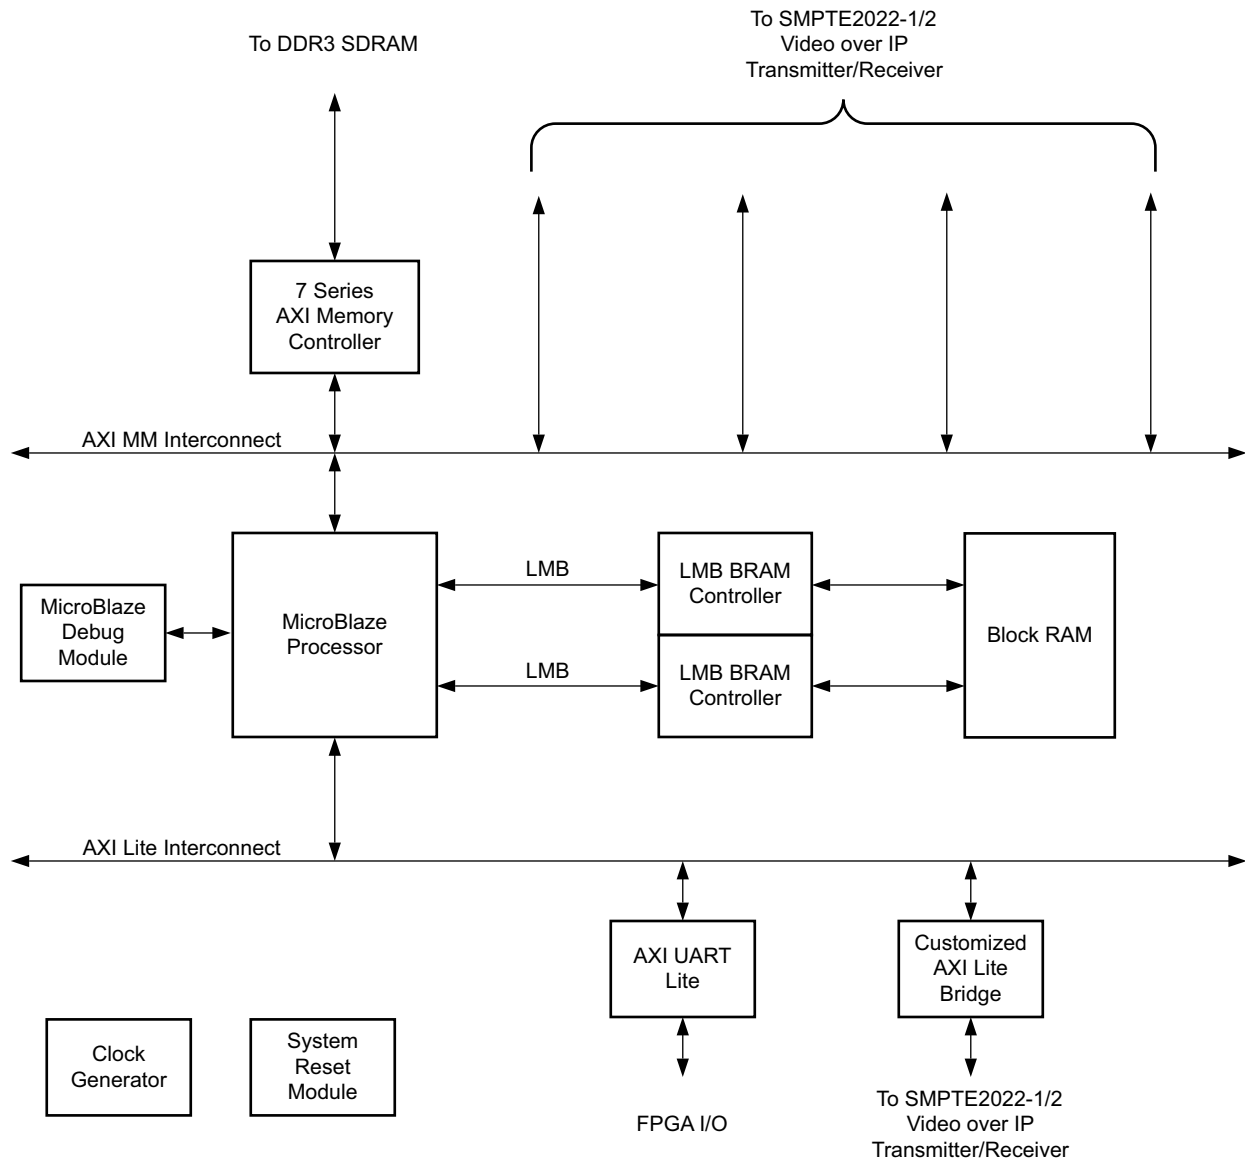 To SMPTE2022-1/2
Video over IP
Transmitter/Receiver
To DDR3 SDRAM
7 Series
AXI Memory
Controller
AXI MM Interconnect
MicroBlaze
Debug
Module
MicroBlaze
Processor
LMB
LMB
LMB BRAM
Controller
LMB BRAM
Controller
Block RAM
AXI Lite Interconnect
AXI UART
Lite
Customized
AXI Lite
Bridge
Clock
Generator
System
Reset
Module
FPGA I/O
To SMPTE2022-1/2
Video over IP
Transmitter/Receiver